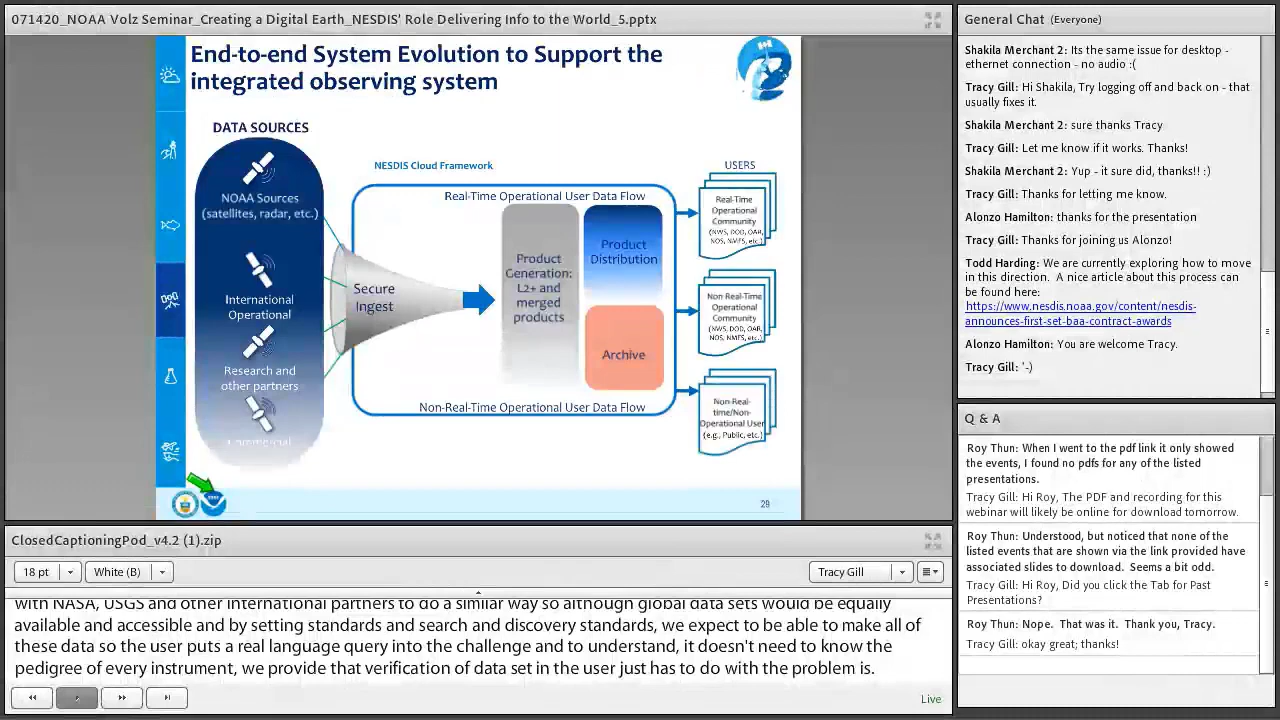 071420_NOAA Volz Seminar_Creating a Digital Earth_NESDIS' Role Delivering Info to the World_5.pptx
End-to-end System Evolution to Support the
integrated observing system
DATA SOURCES
NOAA Sources
(satellites, radar, etc.)
International
Operational
Research and
other partners
Commercial
NESDIS Cloud Framework
Real-Time Operational User Data Flow
Secure
Ingest
Product
Generation:
L2+ and
merged
products
Product
Distribution
Archive
Non-Real-Time Operational User Data Flow
USERS
Real-Time
Operational
Community
(NWS, DOD, OAR,
NOS, NMFS, etc.)
Non Real-Time
Operational
Community
(NWS, DOD, OAR,
NOS, NMFS, etc.)
Non-Real-
time/Non-
Operational User
(e.g., Public, etc.)
29
ClosedCaptioningPod_v4.2 (1).zip
18 pt
White (B)
Tracy Gill
with NASA, USGS and other international partners to do a similar way so although global data sets would be equally
available and accessible and by setting standards and search and discovery standards, we expect to be able to make all of
these data so the user puts a real language query into the challenge and to understand, it doesn't need to know the
pedigree of every instrument, we provide that verification of data set in the user just has to do with the problem is.
Live
General Chat (Everyone)
Shakila Merchant 2: Its the same issue for desktop -
ethernet connection - no audio :(
Tracy Gill: Hi Shakila, Try logging off and back on - that
usually fixes it.
Shakila Merchant 2: sure thanks Tracy
Tracy Gill: Let me know if it works. Thanks!
Shakila Merchant 2: Yup - it sure did, thanks!! :)
Tracy Gill: Thanks for letting me know.
Alonzo Hamilton: thanks for the presentation
Tracy Gill: Thanks for joining us Alonzo!
Todd Harding: We are currently exploring how to move
in this direction. A nice article about this process can
be found here:
https://www.nesdis.noaa.gov/content/nesdis-
announces-first-set-baa-contract-awards
Alonzo Hamilton: You are welcome Tracy.
Tracy Gill: '-)
Q & A
Roy Thun: When I went to the pdf link it only showed
the events, I found no pdfs for any of the listed
presentations.
Tracy Gill: Hi Roy, The PDF and recording for this
webinar will likely be online for download tomorrow.
Roy Thun: Understood, but noticed that none of the
listed events that are shown via the link provided have
associated slides to download. Seems a bit odd.
Tracy Gill: Hi Roy, Did you click the Tab for Past
Presentations?
Roy Thun: Nope. That was it. Thank you, Tracy.
Tracy Gill: okay great; thanks!